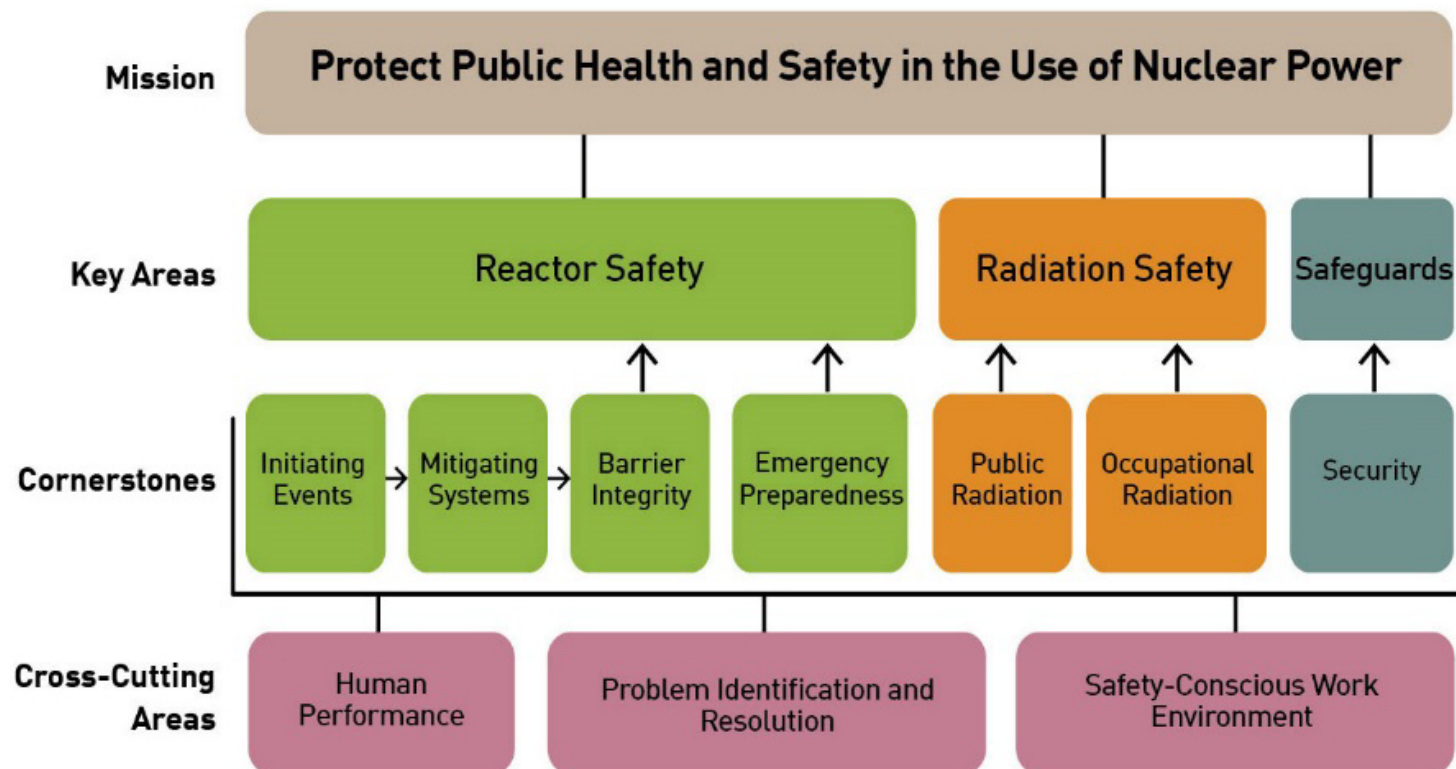 Mission
Protect Public Health and Safety in the Use of Nuclear Power
Key Areas
Reactor Safety
Radiation Safety
Safeguards
Cornerstones
Initiating
Events
Mitigating
Systems
Barrier
Integrity
Emergency
Preparedness
Public
Radiation
Occupational
Radiation
Security
Cross-Cutting
Areas
Human
Performance
Problem Identification and
Resolution
Safety-Conscious Work
Environment